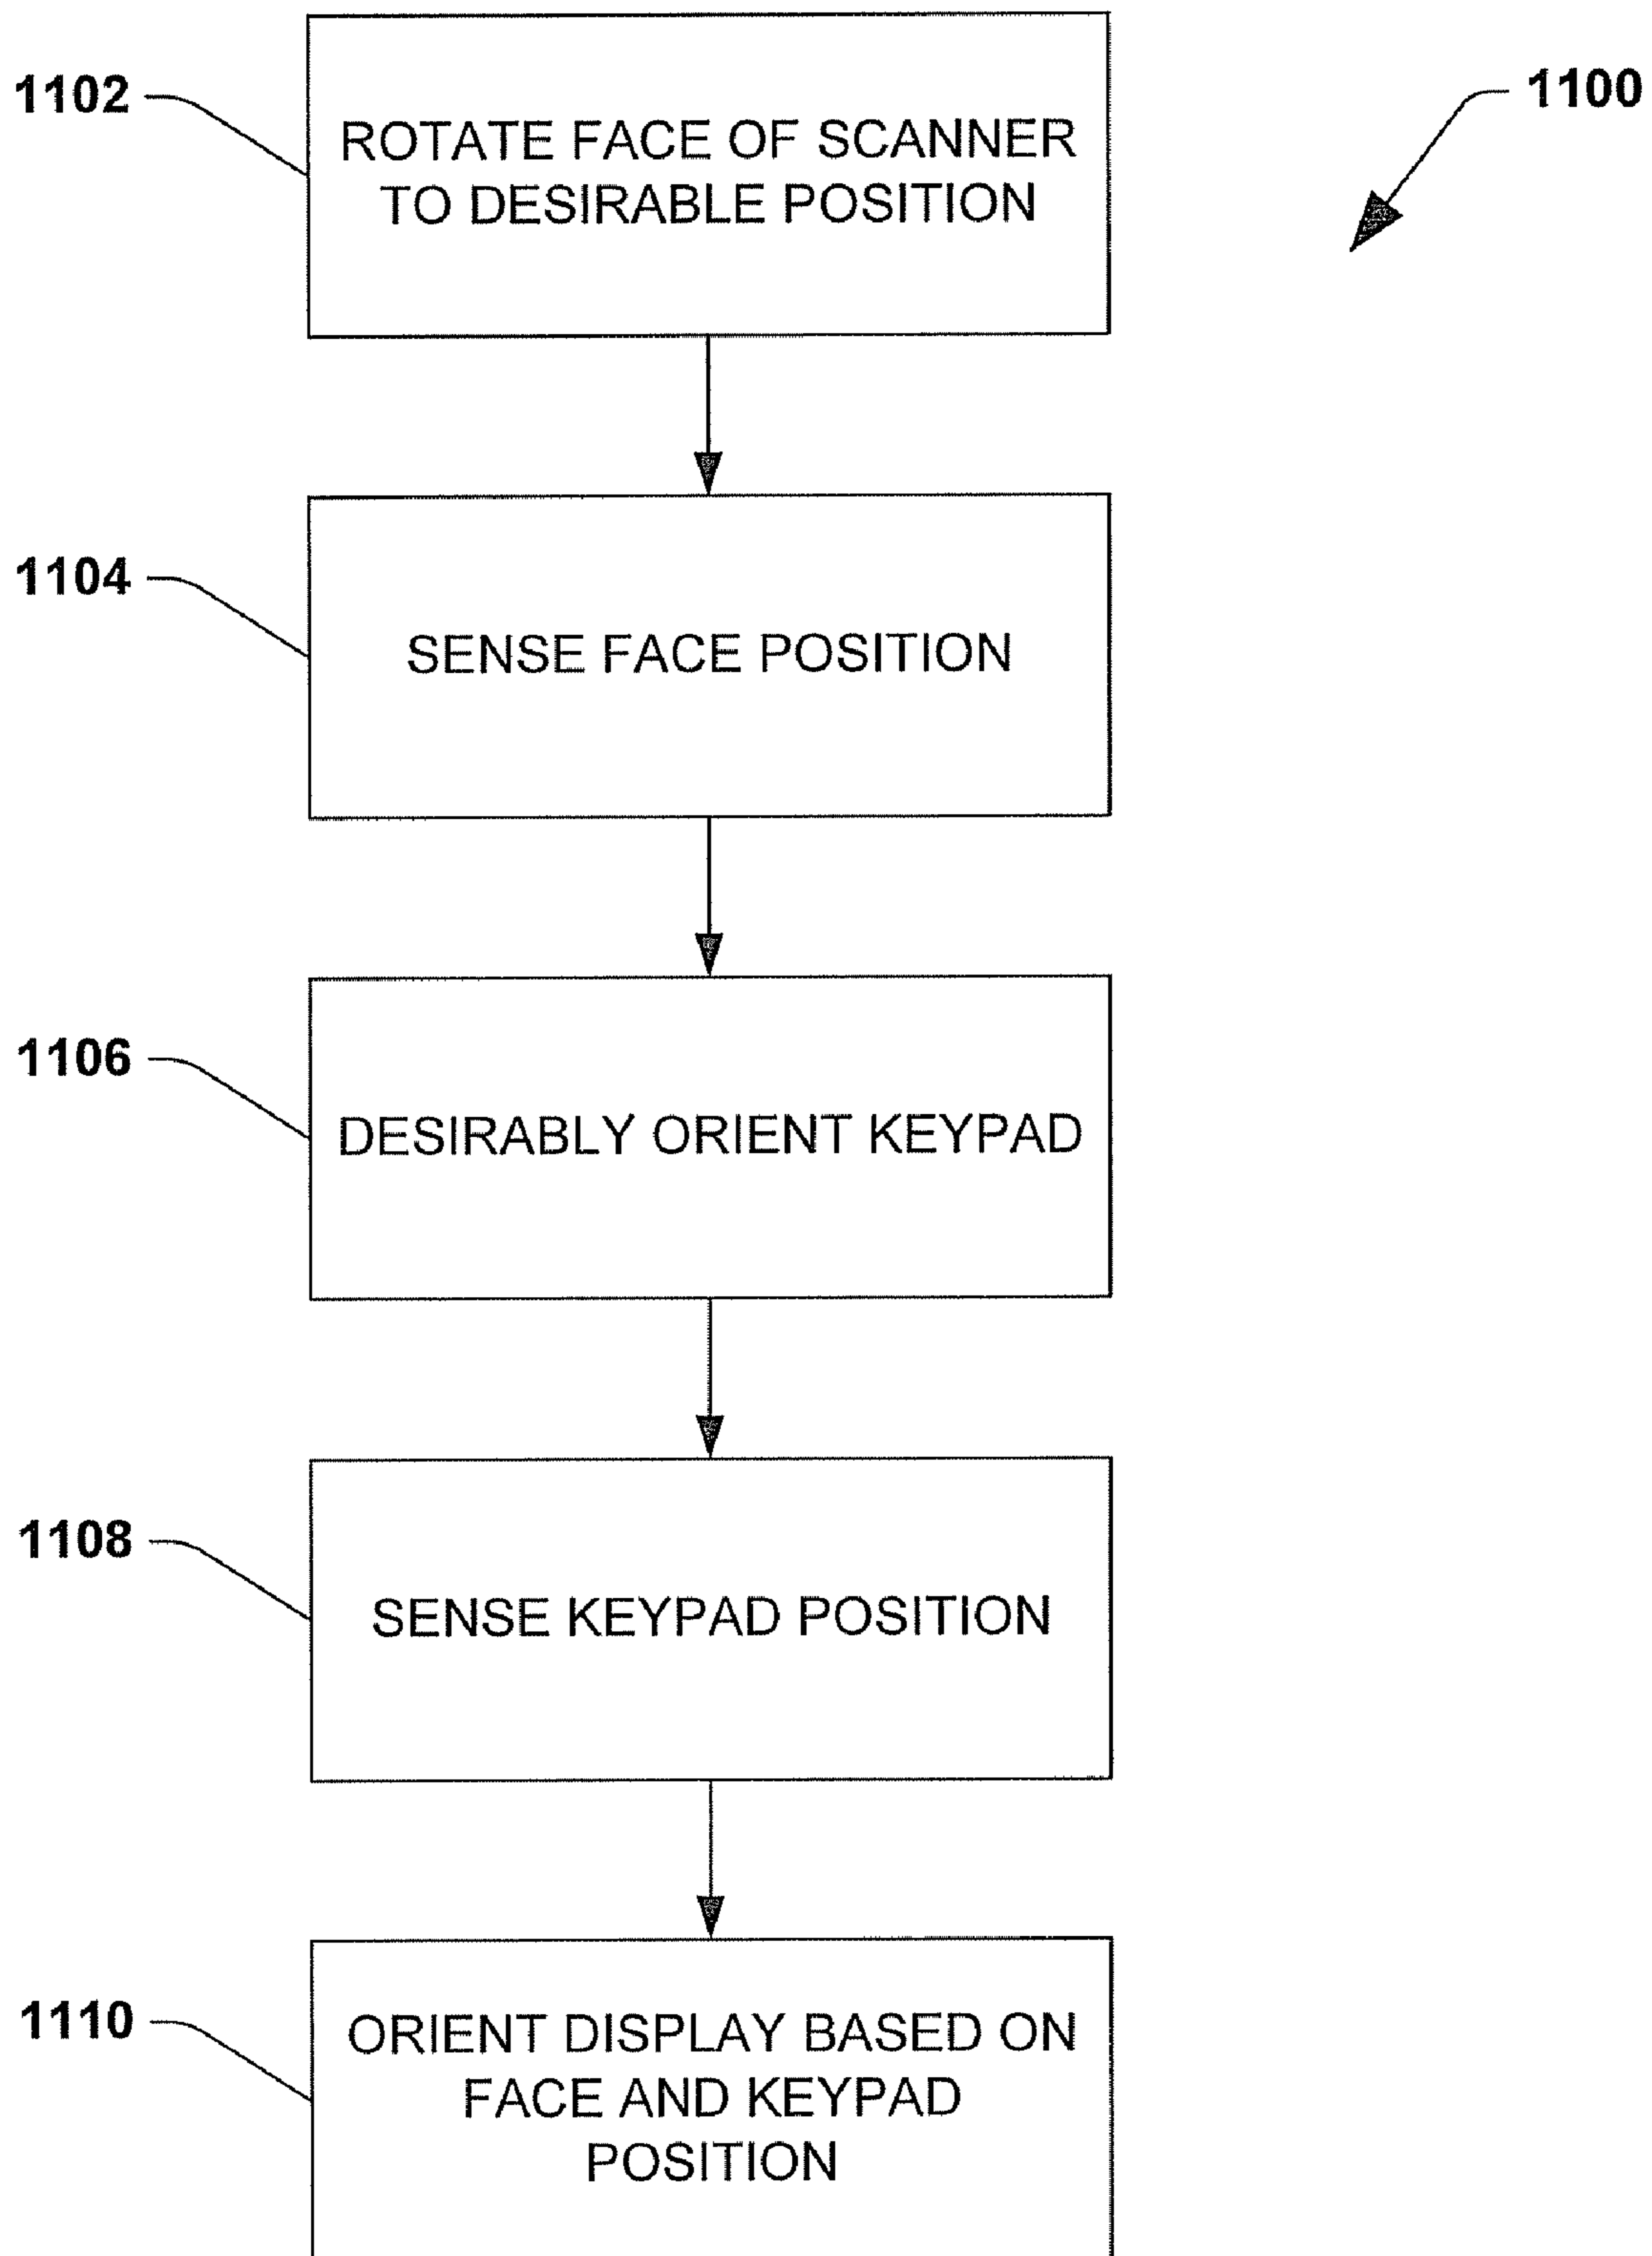 1102
1100
ROTATE FACE OF SCANNER
TO DESIRABLE POSITION
1104
SENSE FACE POSITION
1106
DESIRABLY ORIENT KEYPAD
1108
SENSE KEYPAD POSITION
1110
ORIENT DISPLAY BASED ON
FACE AND KEYPAD
POSITION